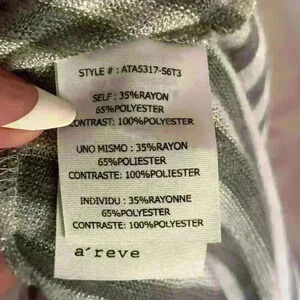 STYLE # : ATA5317-S6T3
SELF : 35%RAYON
65%POLYESTER
CONTRAST: 100%POLYESTER
UNO MISMO : 35%RAYON
65%POLIESTER
CONTRASTE: 100%POLIESTER
INDIVIDU : 35%RAYONNE
65%POLYESTER
CONTRASTE: 100%POLYESTER
a´reve